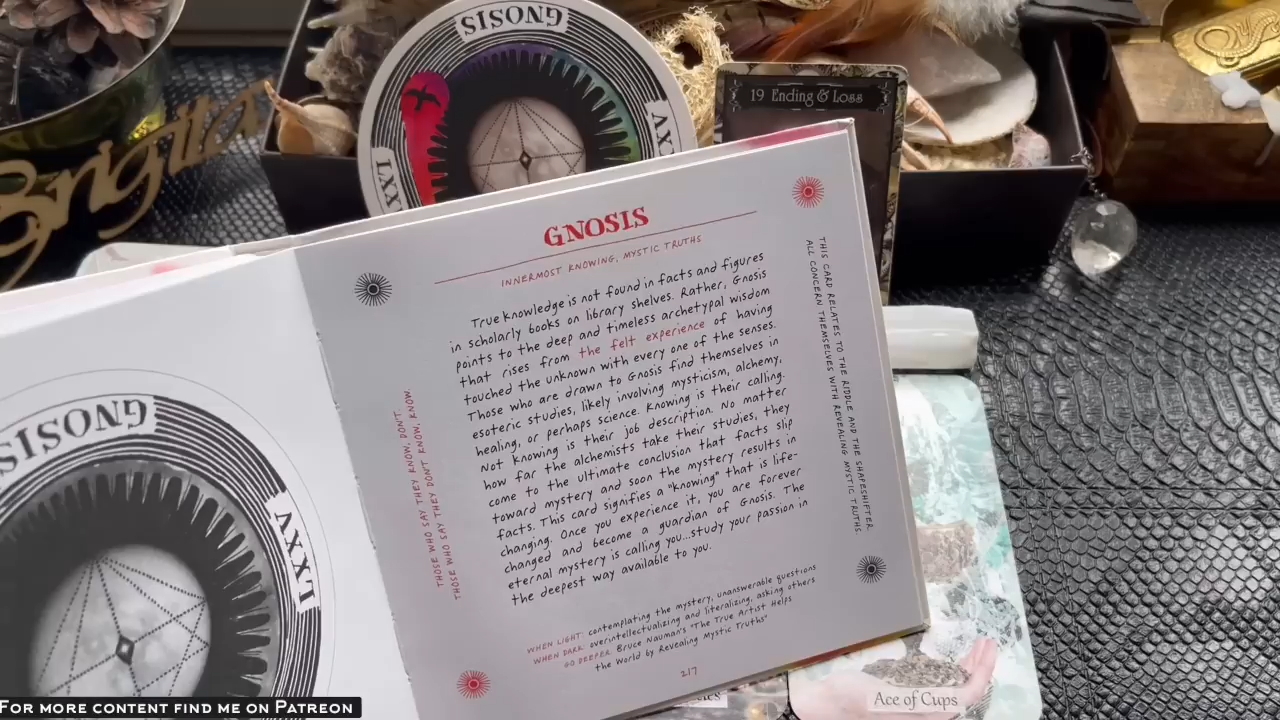 GNOSIS
LXXV
LXXV
19 Ending & Loss
Brigitta
GNOSIS
INNERMOST KNOWING, MYSTIC TRUTHS
True knowledge is not found in facts and figures
in scholarly books on library shelves. Rather, Gnosis
points to the deep and timeless archetypal wisdom
that rises from the felt experience of having
touched the unknown with every one of the senses.
Those who are drawn to Gnosis find themselves in
esoteric studies, likely involving mysticism, alchemy,
healing, or perhaps science. Knowing is their calling.
Not knowing is their job description. No matter
how far the alchemists take their studies, they
come to the ultimate conclusion that facts slip
toward mystery and soon the mystery results in
facts. This card signifies a "knowing" that is life-
changing. Once you experience it, you are forever
changed and become a guardian of Gnosis. The
eternal mystery is calling you...study your passion in
the deepest way available to you.
WHEN LIGHT: contemplating the mystery, unanswerable questions
WHEN DARK: overintellectualizing and literalizing, asking others
GO DEEPER: Bruce Nauman's "The True Artist Helps
the World by Revealing Mystic Truths"
217
THOSE WHO SAY THEY KNOW, DON'T.
THOSE WHO SAY THEY DON'T KNOW, KNOW.
THIS CARD RELATES TO THE RIDDLE AND THE SHAPESHIFTER.
ALL CONCERN THEMSELVES WITH REVEALING MYSTIC TRUTHS.
GNOSIS
LXXV
Ace of Cups
FOR MORE CONTENT FIND ME ON PATREON